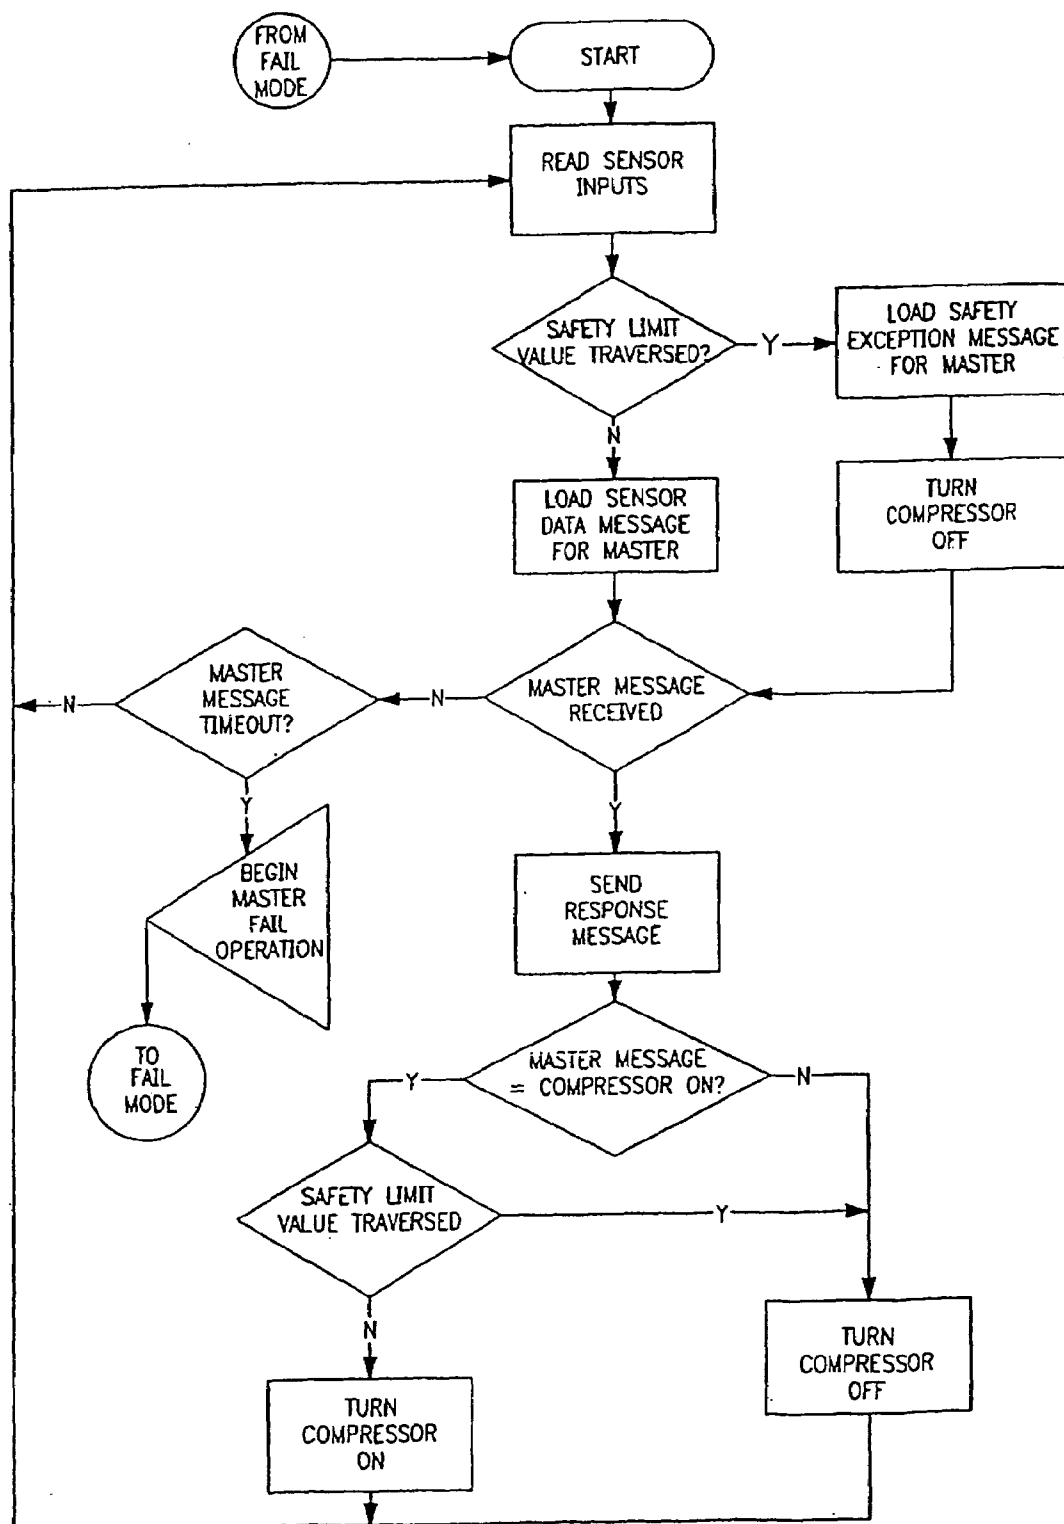 FROM
FAIL
MODE
START
READ SENSOR
INPUTS
SAFETY LIMIT
VALUE TRAVERSED?
Y
LOAD SAFETY
EXCEPTION MESSAGE
FOR MASTER
N
LOAD SENSOR
DATA MESSAGE
FOR MASTER
TURN
COMPRESSOR
OFF
MASTER MESSAGE
RECEIVED
N
MASTER
MESSAGE
TIMEOUT?
N
Y
BEGIN
MASTER
FAIL
OPERATION
TO
FAIL
MODE
Y
SEND
RESPONSE
MESSAGE
MASTER MESSAGE
= COMPRESSOR ON?
Y
N
SAFETY LIMIT
VALUE TRAVERSED
Y
N
TURN
COMPRESSOR
ON
TURN
COMPRESSOR
OFF